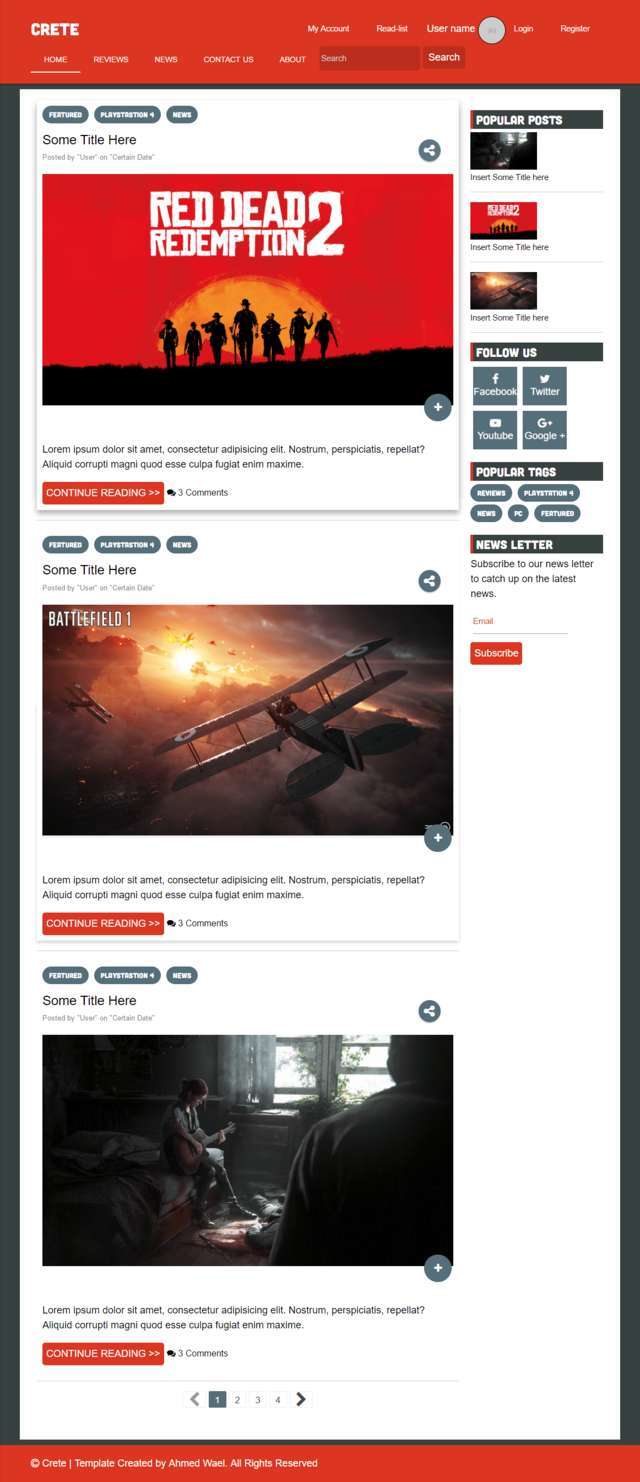 CRETE
My Account
Read-list
User name
Login
Register
HOME
REVIEWS
NEWS
CONTACT US
ABOUT
Search
Search
FEATURED
PLAYSTASTION 4
NEWS
Some Title Here
Posted by "User" on "Certain Date"
RED DEAD
REDEMPTION 2
Lorem ipsum dolor sit amet, consectetur adipisicing elit. Nostrum, perspiciatis, repellat?
Aliquid corrupti magni quod esse culpa fugiat enim maxime.
CONTINUE READING >>
3 Comments
FEATURED
PLAYSTASTION 4
NEWS
Some Title Here
Posted by "User" on "Certain Date"
BATTLEFIELD 1
Lorem ipsum dolor sit amet, consectetur adipisicing elit. Nostrum, perspiciatis, repellat?
Aliquid corrupti magni quod esse culpa fugiat enim maxime.
CONTINUE READING >>
3 Comments
FEATURED
PLAYSTASTION 4
NEWS
Some Title Here
Posted by "User" on "Certain Date"
Lorem ipsum dolor sit amet, consectetur adipisicing elit. Nostrum, perspiciatis, repellat?
Aliquid corrupti magni quod esse culpa fugiat enim maxime.
CONTINUE READING >>
3 Comments
1 2 3 4
POPULAR POSTS
Insert Some Title here
RED DEAD
REDEMPTION 2
Insert Some Title here
Insert Some Title here
FOLLOW US
Facebook
Twitter
Youtube
Google +
POPULAR TAGS
REVIEWS
PLAYSTATION 4
NEWS
PC
FEATURED
NEWS LETTER
Subscribe to our news letter
to catch up on the latest
news.
Email
Subscribe
© Crete | Template Created by Ahmed Wael. All Rights Reserved